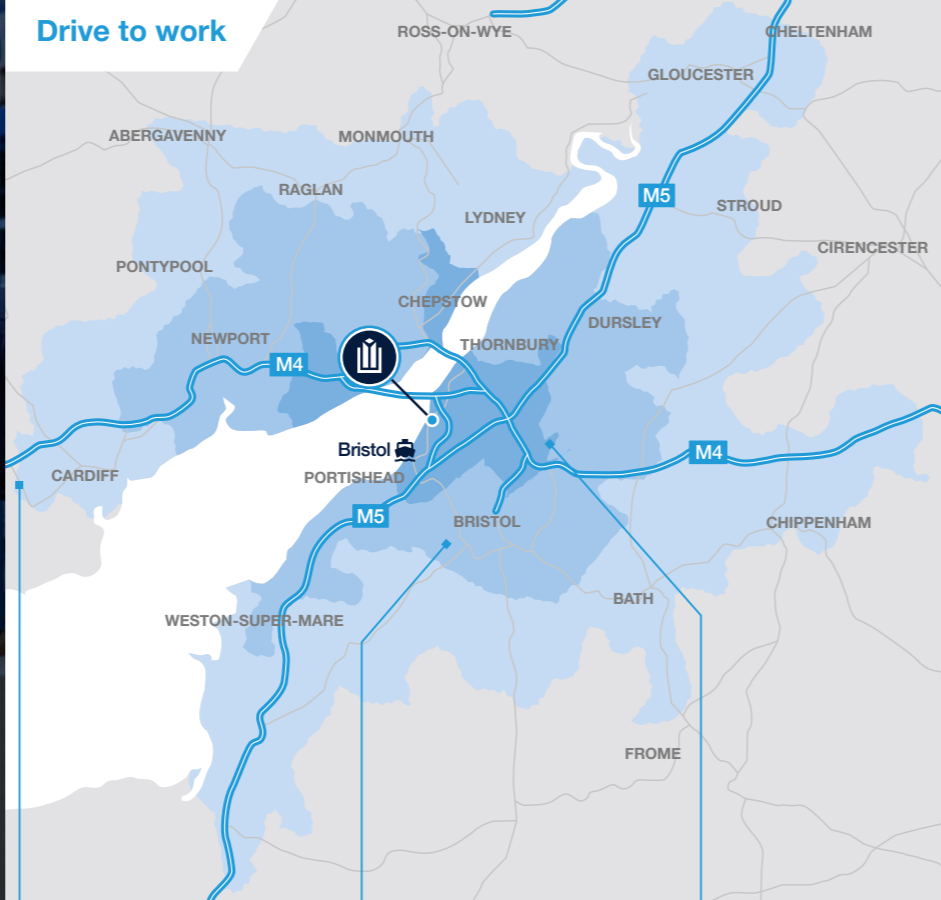 Drive to work
ROSS-ON-WYE
CHELTENHAM
GLOUCESTER
ABERGAVENNY
MONMOUTH
RAGLAN
M5
STROUD
LYDNEY
CIRENCESTER
PONTYPOOL
CHEPSTOW
DURSLEY
NEWPORT
THORNBURY
M4
Bristol
M4
CARDIFF
PORTISHEAD
M5
BRISTOL
CHIPPENHAM
BATH
WESTON-SUPER-MARE
FROME